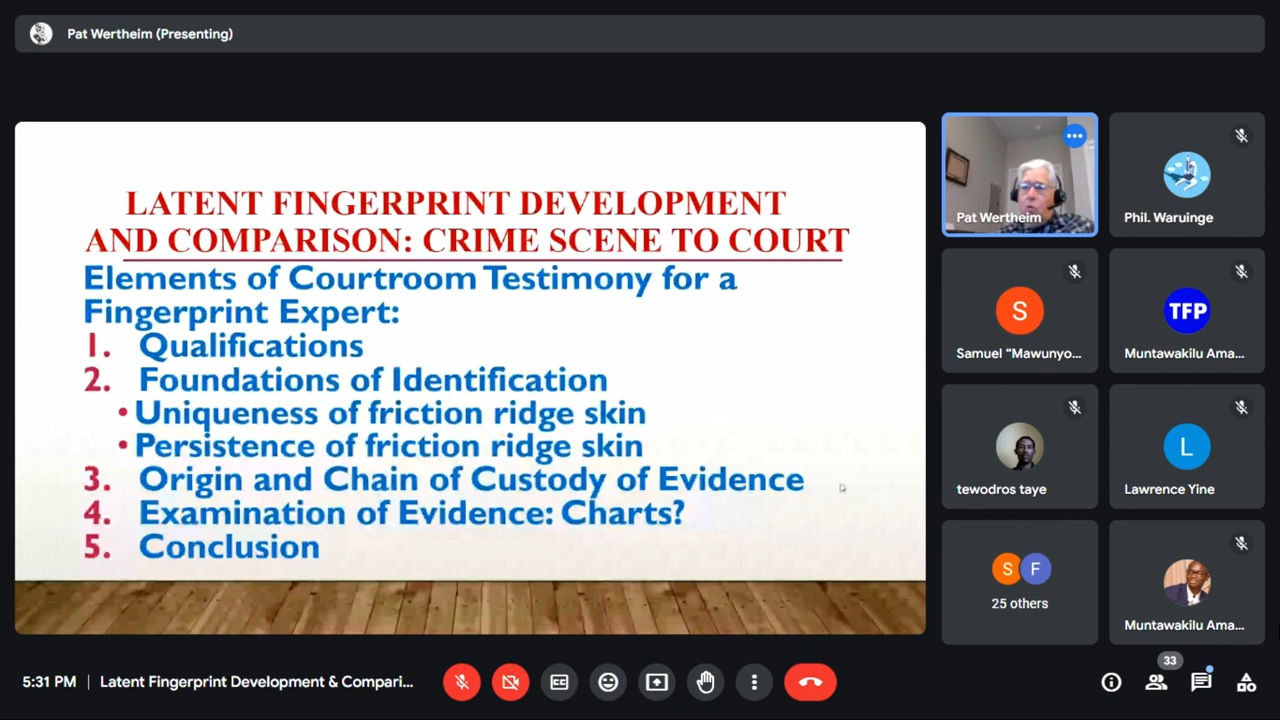 Pat Wertheim (Presenting)
LATENT FINGERPRINT DEVELOPMENT
AND COMPARISON: CRIME SCENE TO COURT
Elements of Courtroom Testimony for a
Fingerprint Expert:
1. Qualifications
2. Foundations of Identification
• Uniqueness of friction ridge skin
• Persistence of friction ridge skin
3. Origin and Chain of Custody of Evidence
4. Examination of Evidence: Charts?
5. Conclusion
Pat Wertheim
Phil. Waruinge
S
Samuel “Mawunyo...
TFP
Muntawakilu Ama...
tewodros taye
L
Lawrence Yine
S F
25 others
Muntawakilu Ama...
5:31 PM | Latent Fingerprint Development & Compari...
CC
33